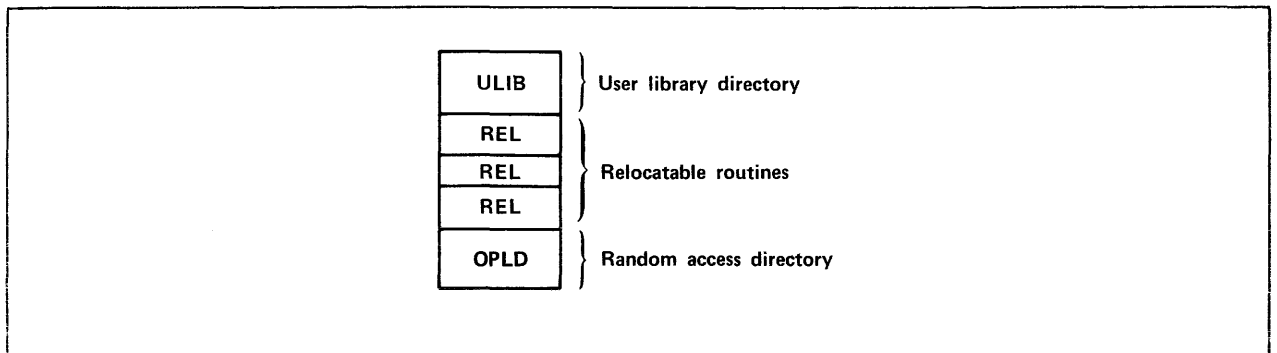 ULIB User library directory
REL
REL Relocatable routines
REL
OPLD Random access directory